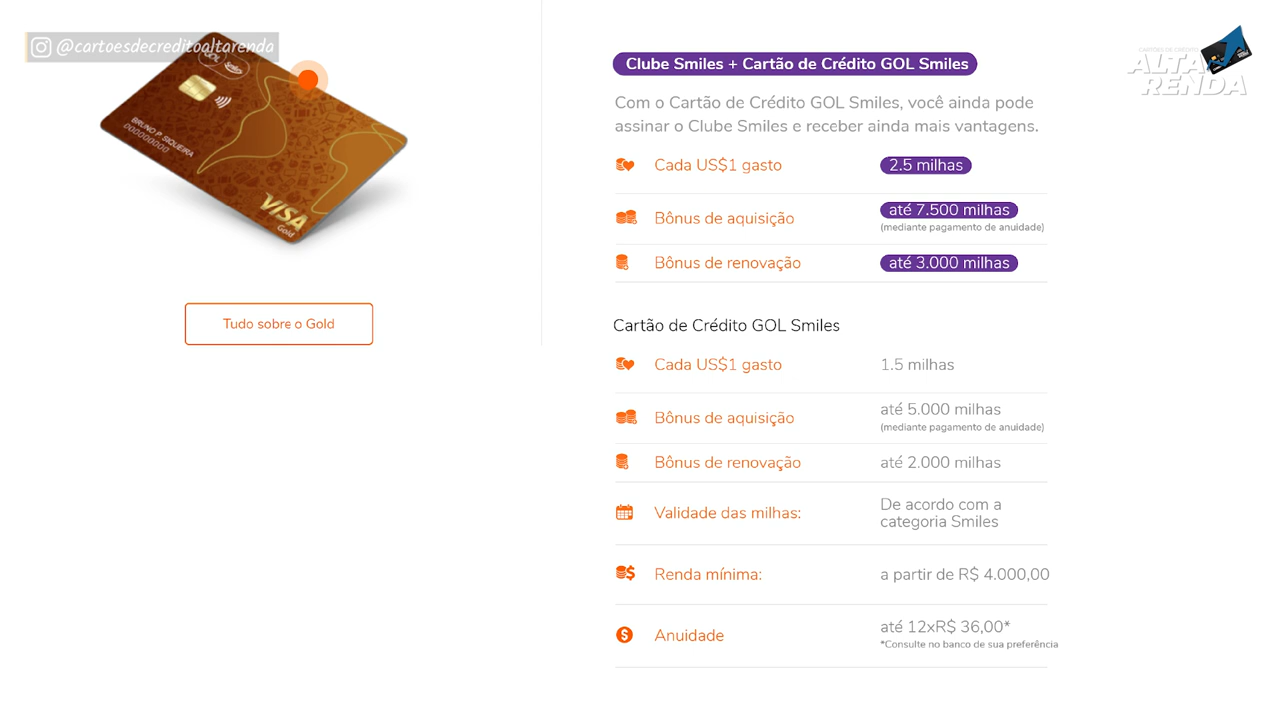 @cartoesdecreditoaltarenda
GOL smiles
BRUNO P. SIQUEIRA
000000000
VISA
Gold
Tudo sobre o Gold
CARTÕES DE CRÉDITO
ALTA
RENDA
Clube Smiles + Cartão de Crédito GOL Smiles
Com o Cartão de Crédito GOL Smiles, você ainda pode
assinar o Clube Smiles e receber ainda mais vantagens.
Cada US$1 gasto 2.5 milhas
Bônus de aquisição até 7.500 milhas
(mediante pagamento de anuidade)
Bônus de renovação até 3.000 milhas
Cartão de Crédito GOL Smiles
Cada US$1 gasto 1.5 milhas
Bônus de aquisição até 5.000 milhas
(mediante pagamento de anuidade)
Bônus de renovação até 2.000 milhas
Validade das milhas: De acordo com a
categoria Smiles
Renda mínima: a partir de R$ 4.000,00
Anuidade até 12xR$ 36,00*
*Consulte no banco de sua preferência